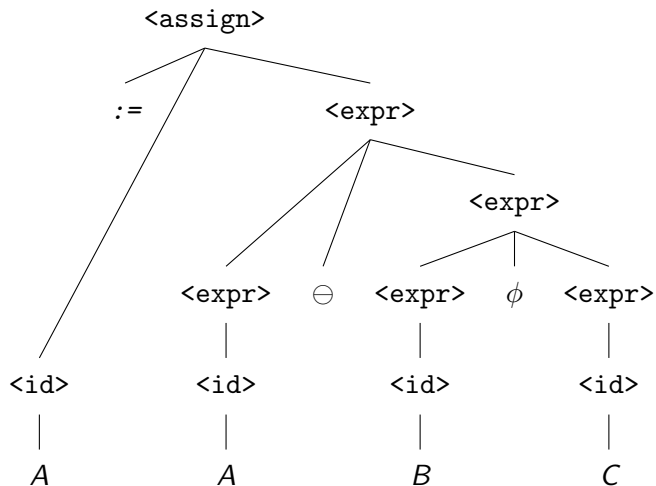 <assign>
:= <expr>
<expr>
<expr> ⊖ <expr> ϕ <expr>
<id> <id> <id> <id>
A A B C